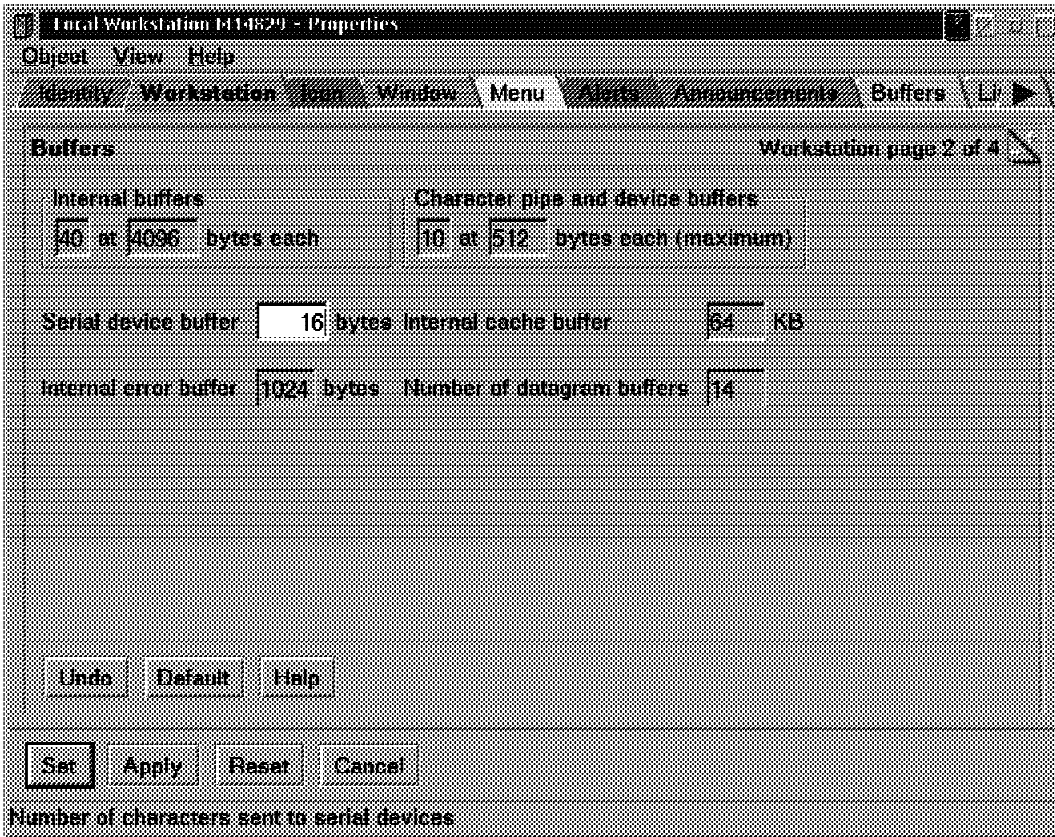 Local Workstation M14829 - Properties
Object View Help
Identity Workstation Icon Window Menu Alerts Announcements Buffers
Buffers Workstation page 2 of 4
Internal buffers Character pipe and device buffers
40 at 4096 bytes each 10 at 512 bytes each (maximum)
Serial device buffer 16 bytes Internal cache buffer 64 KB
Internal error buffer 1024 bytes Number of datagram buffers 14
Undo Default Help
Set Apply Reset Cancel
Number of characters sent to serial devices